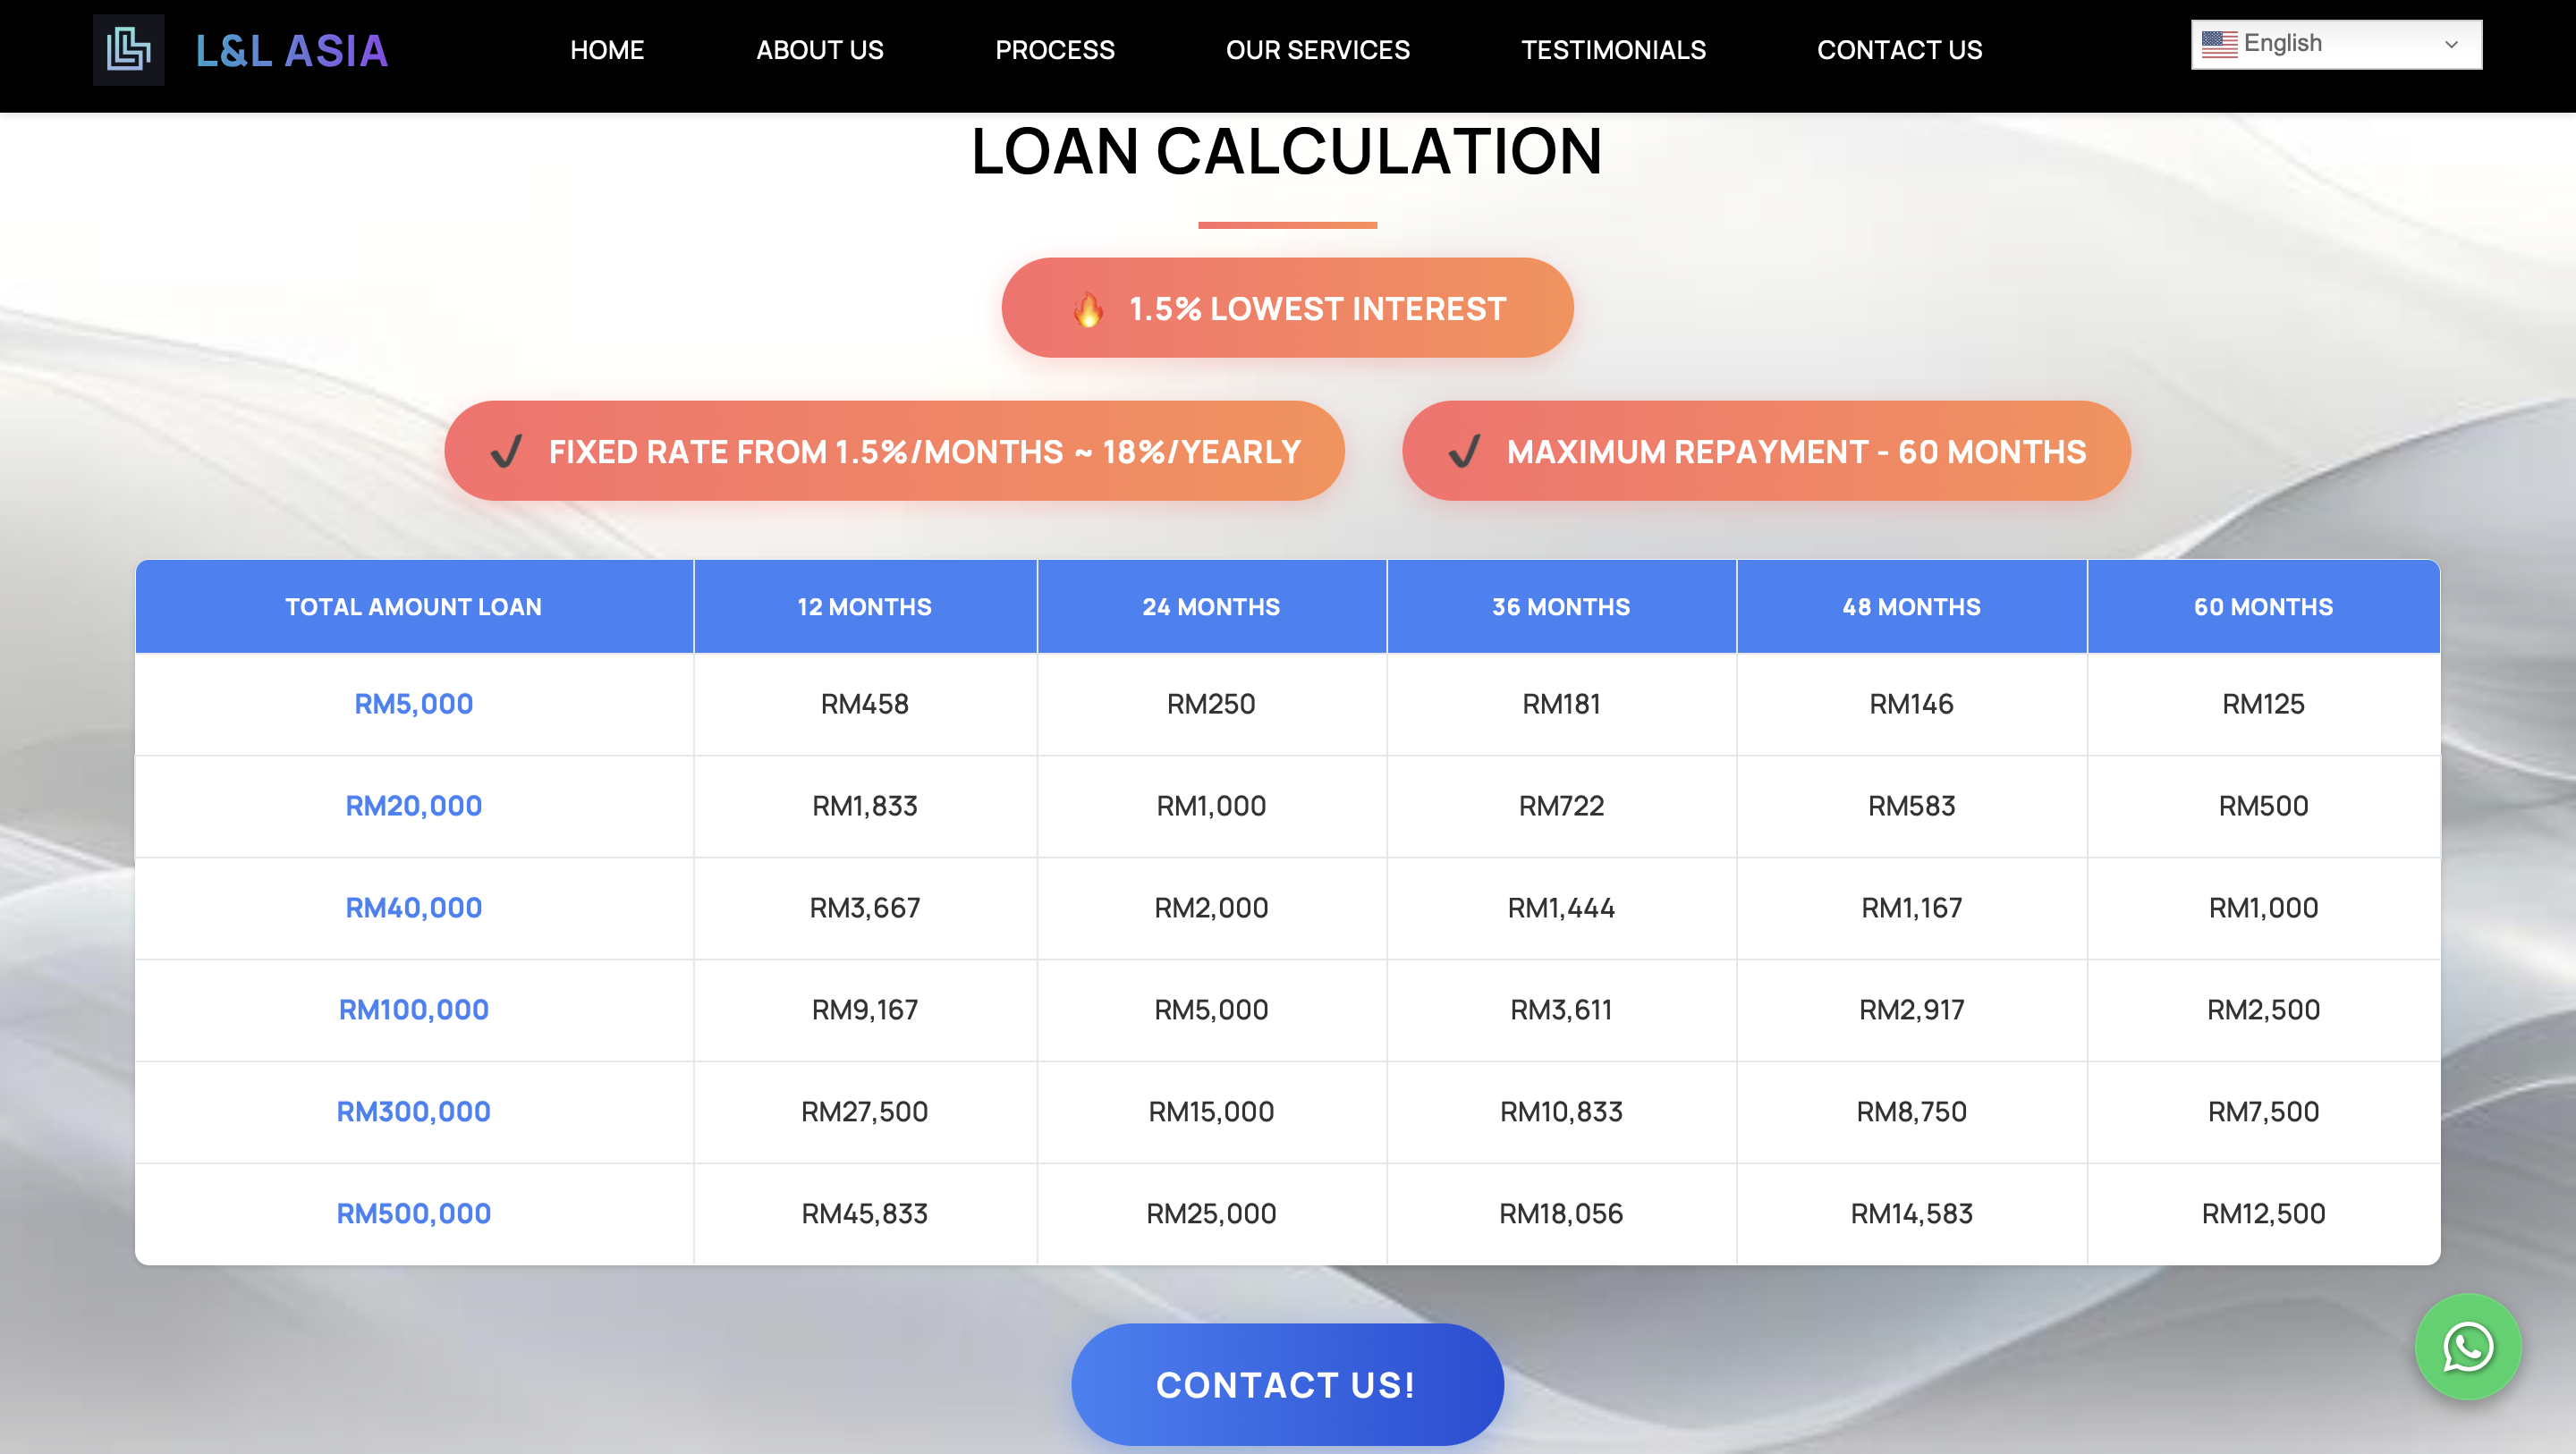 L&L ASIA
HOME
ABOUT US
PROCESS
OUR SERVICES
TESTIMONIALS
CONTACT US
English
LOAN CALCULATION
🔥 1.5% LOWEST INTEREST
✔ FIXED RATE FROM 1.5%/MONTHS ~ 18%/YEARLY
✔ MAXIMUM REPAYMENT - 60 MONTHS
TOTAL AMOUNT LOAN 12 MONTHS 24 MONTHS 36 MONTHS 48 MONTHS 60 MONTHS
RM5,000 RM458 RM250 RM181 RM146 RM125
RM20,000 RM1,833 RM1,000 RM722 RM583 RM500
RM40,000 RM3,667 RM2,000 RM1,444 RM1,167 RM1,000
RM100,000 RM9,167 RM5,000 RM3,611 RM2,917 RM2,500
RM300,000 RM27,500 RM15,000 RM10,833 RM8,750 RM7,500
RM500,000 RM45,833 RM25,000 RM18,056 RM14,583 RM12,500
CONTACT US!